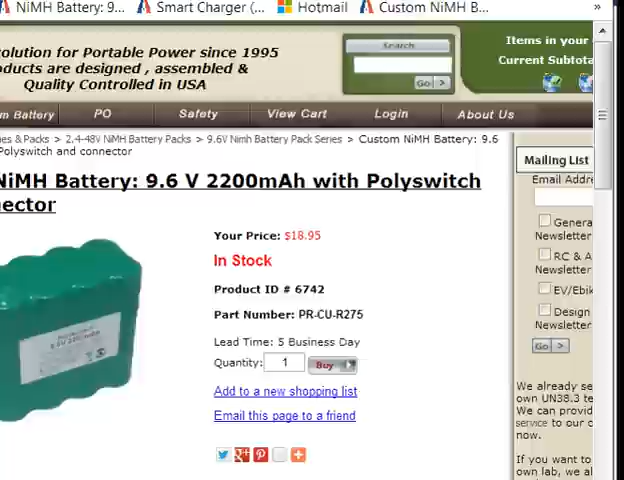 NiMH Battery: 9.6...
Smart Charger (...
Hotmail
Custom NiMH B...
»
solution for Portable Power since 1995
oducts are designed , assembled &
Quality Controlled in USA
Search
Go >
Items in your
Current Subtota
m Battery
PO
Safety
View Cart
Login
About Us
es & Packs > 2.4-48V NiMH Battery Packs > 9.6V Nimh Battery Pack Series > Custom NiMH Battery: 9.6
Polyswitch and connector
NiMH Battery: 9.6 V 2200mAh with Polyswitch
nector
Your Price: $18.95
In Stock
Product ID # 6742
Part Number: PR-CU-R275
Lead Time: 5 Business Day
Quantity: 1 Buy
Add to a new shopping list
Email this page to a friend
Mailing List
Email Addre
Genera
Newsletter
RC & A
Newsletter
EV/Ebik
Newsletter
Design
Newsletter
Go >
We already se
own UN38.3 te
We can provid
service to our c
now.
If you want to
own lab, we al